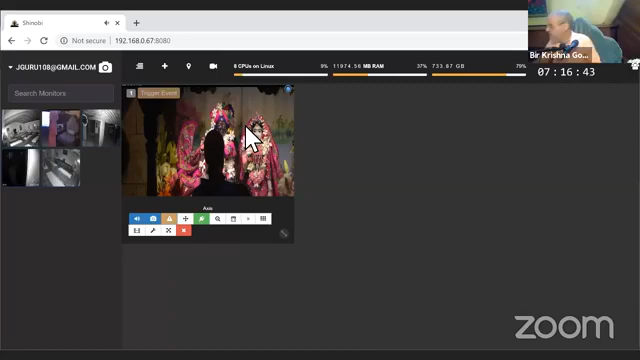 Shinobi
Not secure | 192.168.0.67:8080
Bir Krishna Go...
JGURU108@GMAIL.COM
8 CPUs on Linux 9%
11974.56 MB RAM 37%
733.87 GB 79%
07:16:43
Search Monitors
1 Trigger Event
Axis
zoom